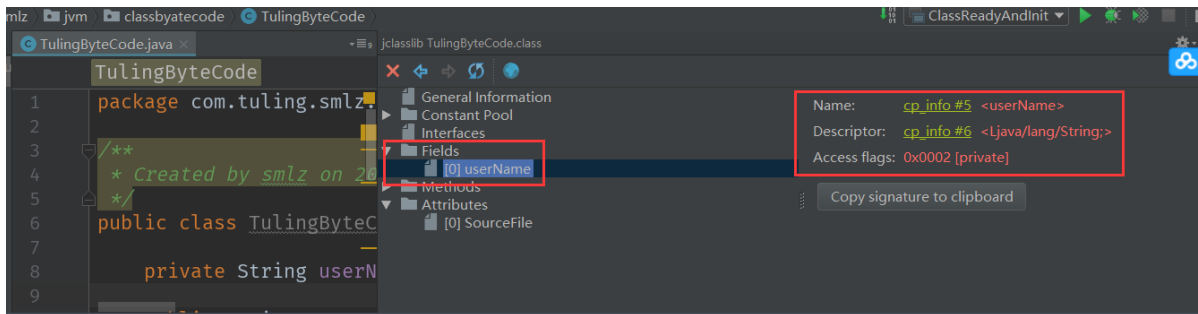 mlz jvm classbyatecode TulingByteCode ClassReadyAndInit
TulingByteCode.java jclasslib TulingByteCode.class
TulingByteCode
1 package com.tuling.smlz.
2
3 /**
4 * Created by smlz on 20
5 */
6 public class TulingByteC
7
8 private String userN
9
General Information
Constant Pool
Interfaces
Fields
[0] userName
Methods
Attributes
[0] SourceFile
Name: cp_info #5 <userName>
Descriptor: cp_info #6 <Ljava/lang/String;>
Access flags: 0x0002 [private]
Copy signature to clipboard